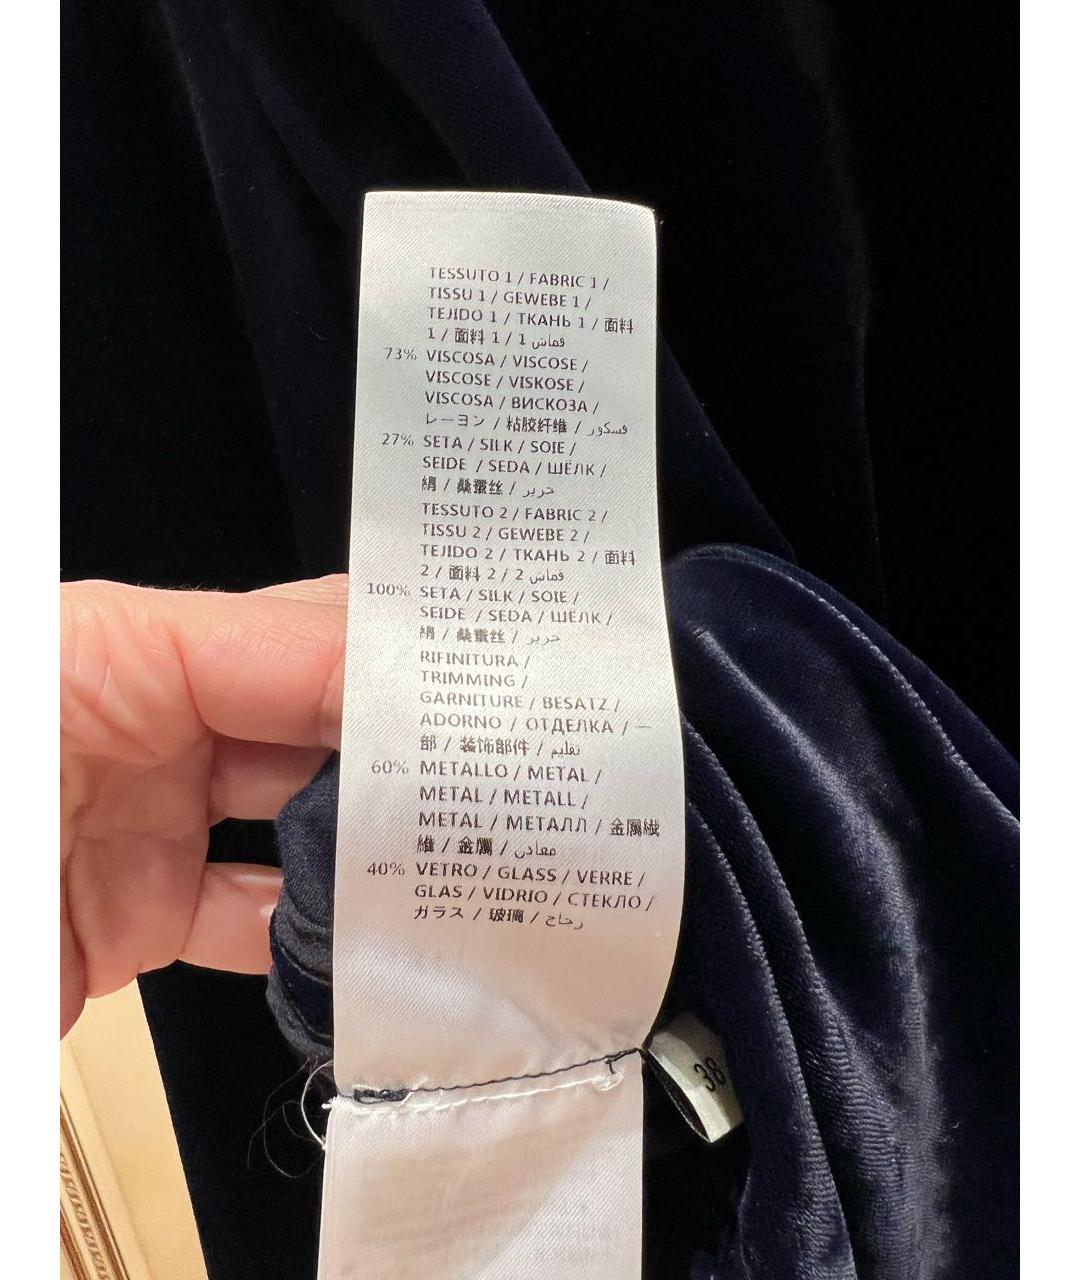 TESSUTO 1 / FABRIC 1 /
TISSU 1 / GEWEBE 1 /
TEJIDO 1 / ТКАНЬ 1 / 面料
1 / 面料 1 / 1 قماش
73% VISCOSA / VISCOSE /
VISCOSE / VISKOSE /
VISCOSA / ВИСКОЗА /
レーヨン / 粘胶纤维 / فسكور
27% SETA / SILK / SOIE /
SEIDE / SEDA / ШЁЛК /
絹 / 桑蚕丝 / حرير
TESSUTO 2 / FABRIC 2 /
TISSU 2 / GEWEBE 2 /
TEJIDO 2 / ТКАНЬ 2 / 面料
2 / 面料 2 / 2 قماش
100% SETA / SILK / SOIE /
SEIDE / SEDA / ШЁЛК /
絹 / 桑蚕丝 / حرير
RIFINITURA /
TRIMMING /
GARNITURE / BESATZ /
ADORNO / ОТДЕЛКА / 一
部 / 装饰部件 / تقليم
60% METALLO / METAL /
METAL / METALL /
METAL / МЕТАЛЛ / 金属繊
維 / 金屬 / معادن
40% VETRO / GLASS / VERRE /
GLAS / VIDRIO / СТЕКЛО /
ガラス / 玻璃 / زجاج
38